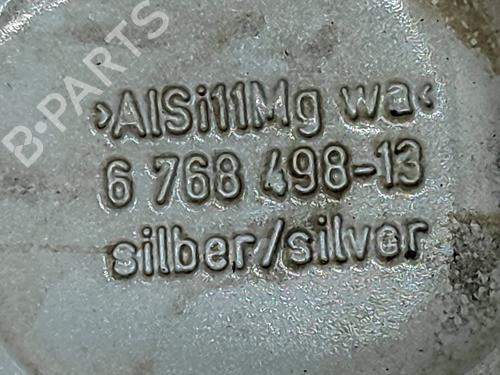 B-PARTS
>AlSi11Mg wa<
6 768 498-13
silber/silver